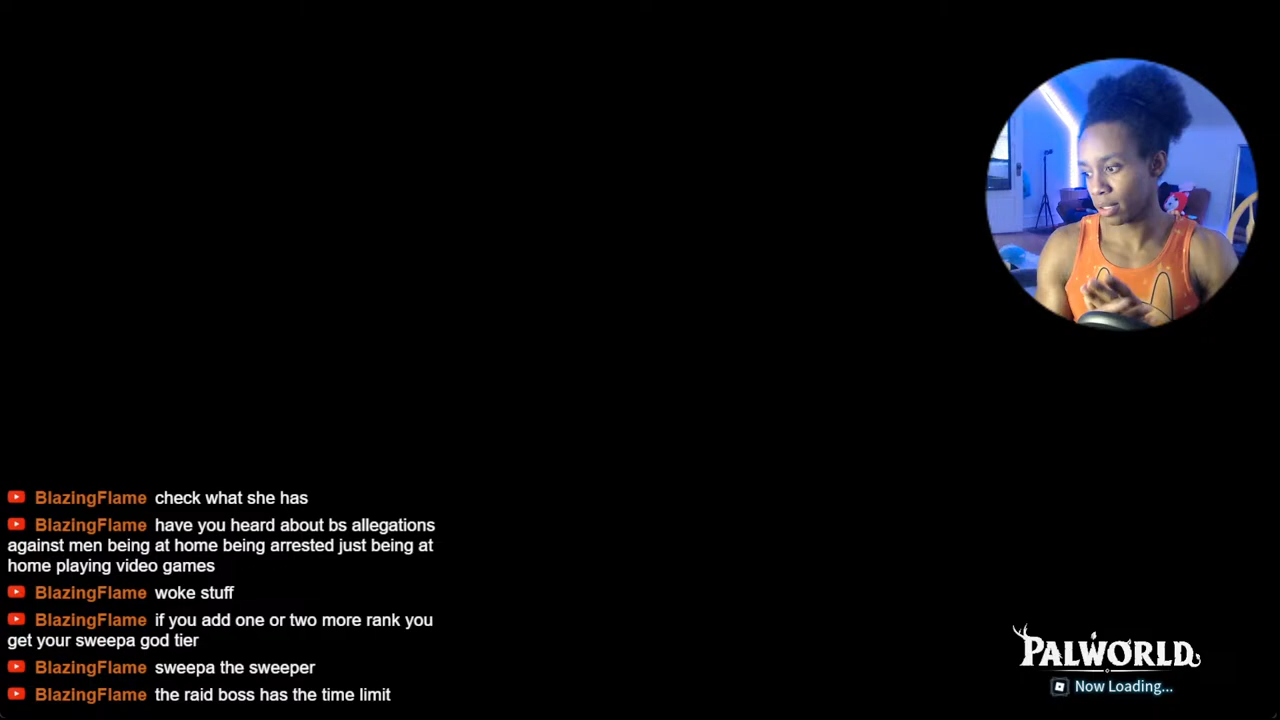 BlazingFlame check what she has
BlazingFlame have you heard about bs allegations
against men being at home being arrested just being at
home playing video games
BlazingFlame woke stuff
BlazingFlame if you add one or two more rank you
get your sweepa god tier
BlazingFlame sweepa the sweeper
BlazingFlame the raid boss has the time limit
PALWORLD
Now Loading...